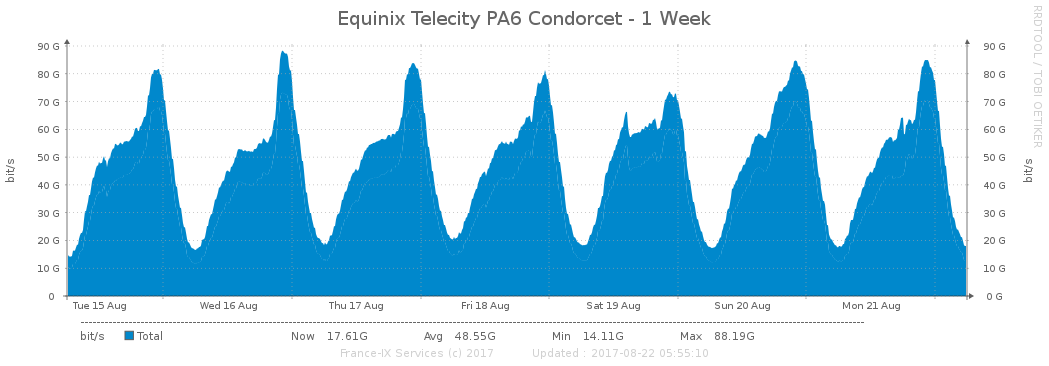 Equinix Telecity PA6 Condorcet - 1 Week
RRDTOOL / TOBI OETIKER
bit/s
90 G
80 G
70 G
60 G
50 G
40 G
30 G
20 G
10 G
0
90 G
80 G
70 G
60 G
50 G
40 G
30 G
20 G
10 G
0 G
bit/s
Tue 15 Aug Wed 16 Aug Thu 17 Aug Fri 18 Aug Sat 19 Aug Sun 20 Aug Mon 21 Aug
bit/s Total Now 17.61G Avg 48.55G Min 14.11G Max 88.19G
France-IX Services (c) 2017 Updated : 2017-08-22 05:55:10